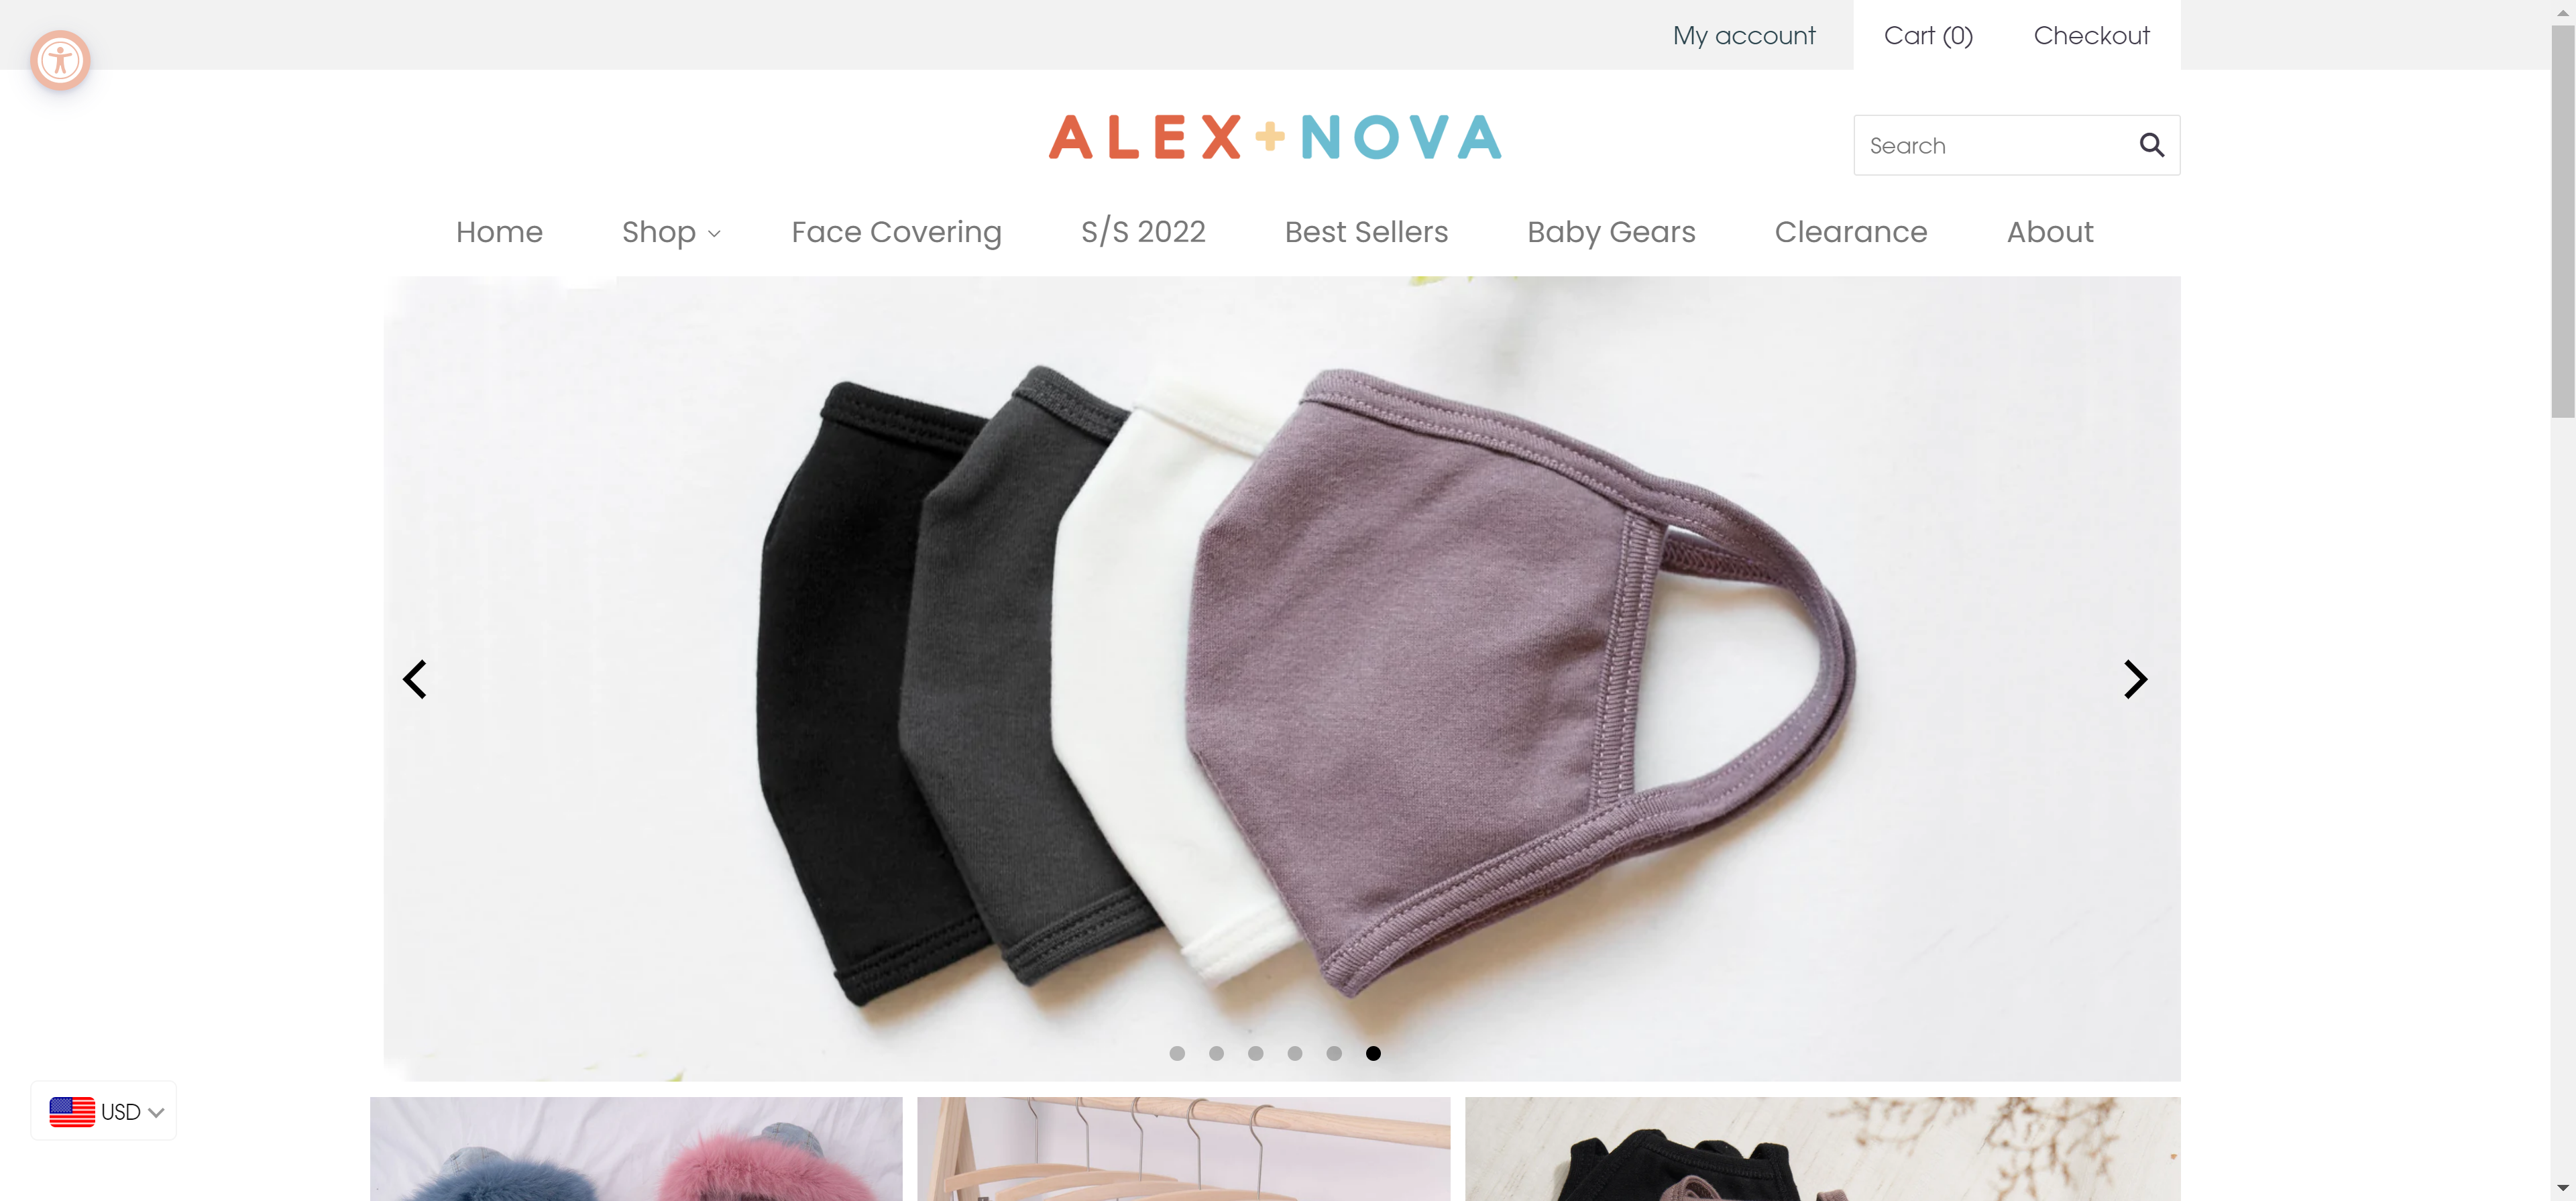 My account
Cart (0)
Checkout
ALEX+NOVA
Search
Home
Shop
Face Covering
S/S 2022
Best Sellers
Baby Gears
Clearance
About
USD